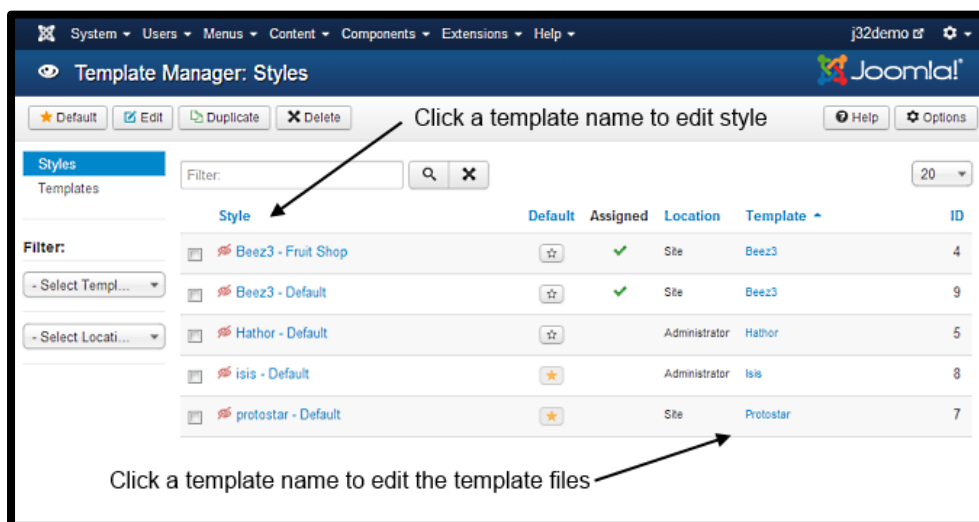 System Users Menus Content Components Extensions Help j32demo
Template Manager: Styles Joomla!
Default Edit Duplicate Delete Click a template name to edit style Help Options
Styles
Templates
Filter: 20
Style Default Assigned Location Template ID
Filter:
Beez3 - Fruit Shop Site Beez3 4
- Select Templ...
Beez3 - Default Site Beez3 9
- Select Locati...
Hathor - Default Administrator Hathor 5
isis - Default Administrator Isis 8
protostar - Default Site Protostar 7
Click a template name to edit the template files